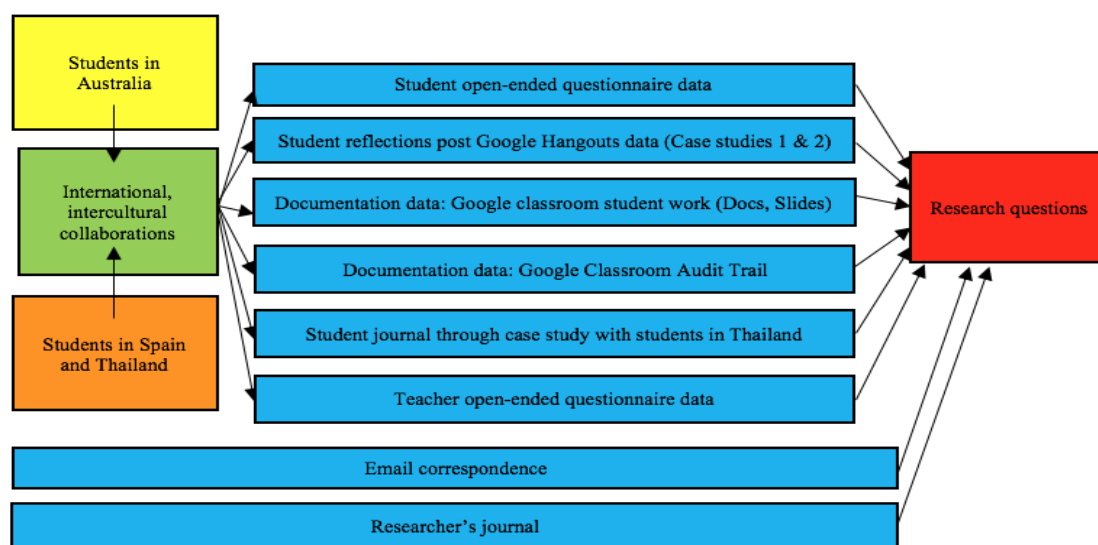 Students in
Australia
International,
intercultural
collaborations
Students in Spain
and Thailand
Student open-ended questionnaire data
Student reflections post Google Hangouts data (Case studies 1 & 2)
Documentation data: Google classroom student work (Docs, Slides)
Documentation data: Google Classroom Audit Trail
Student journal through case study with students in Thailand
Teacher open-ended questionnaire data
Email correspondence
Researcher’s journal
Research questions